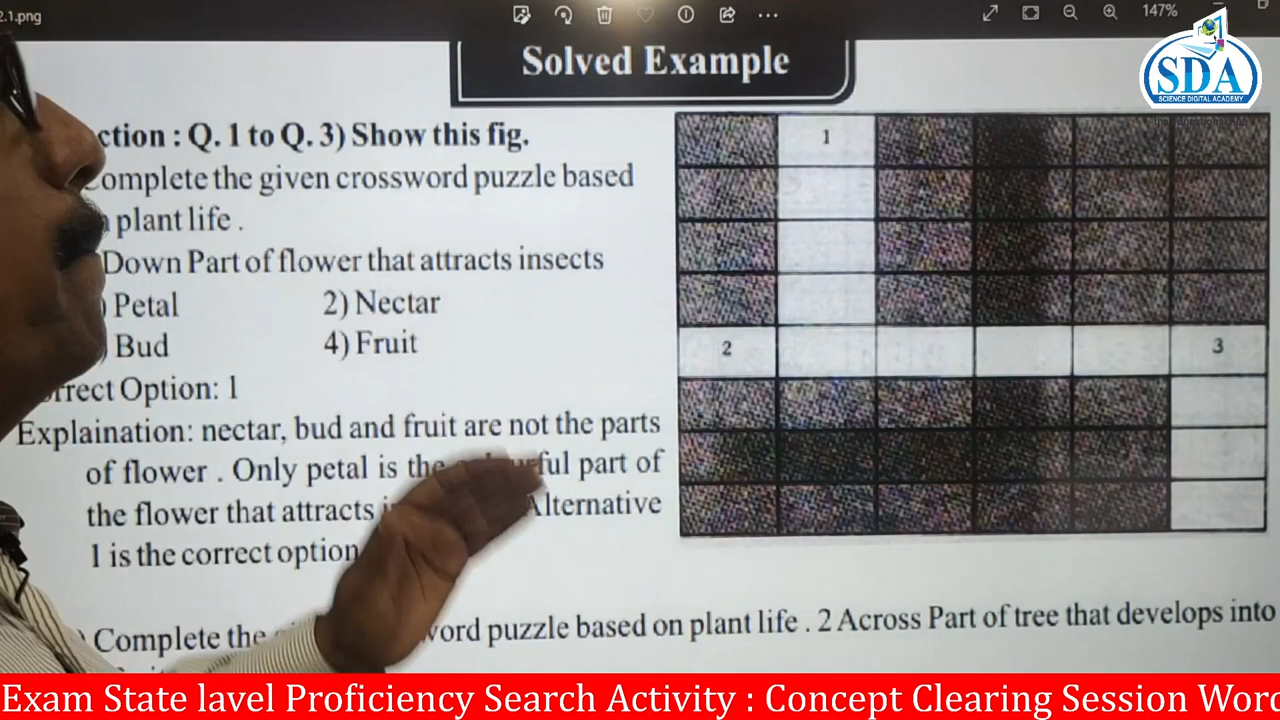 2.1.png
147%
SDA
SCIENCE DIGITAL ACADEMY
Solved Example
ction : Q. 1 to Q. 3) Show this fig.
Complete the given crossword puzzle based
plant life .
Down Part of flower that attracts insects
) Petal 2) Nectar
) Bud 4) Fruit
rrect Option: 1
Explaination: nectar, bud and fruit are not the parts
of flower . Only petal is the ful part of
the flower that attracts Alternative
1 is the correct option
1
2 3
) Complete the word puzzle based on plant life . 2 Across Part of tree that develops into
Exam State lavel Proficiency Search Activity : Concept Clearing Session Word